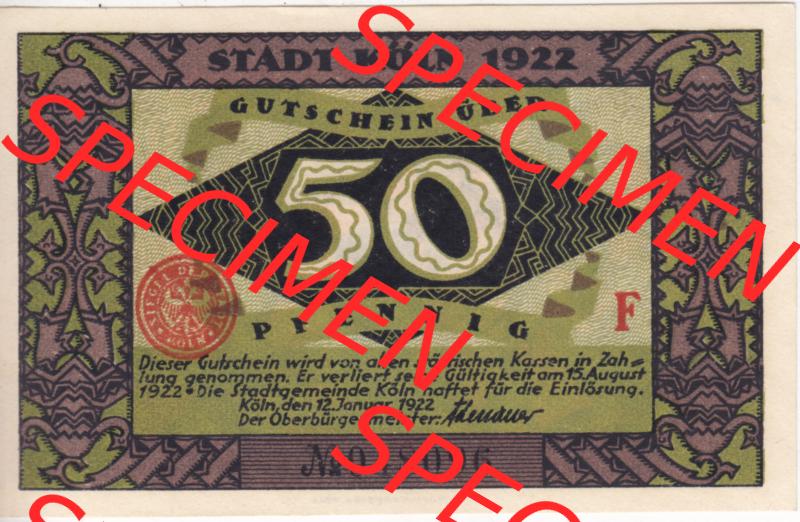 STADT KÖLN 1922
GUTSCHEIN ÜBER
50
PFENNIG
F
Dieser Gutschein wird von allen städtischen Kassen in Zah=
lung genommen. Er verliert seine Gültigkeit am 15. August
1922. Die Stadtgemeinde Köln haftet für die Einlösung.
Köln, den 12. Januar 1922
Der Oberbürgermeister: Adenauer
SPECIMEN
SPECIMEN
SPEC